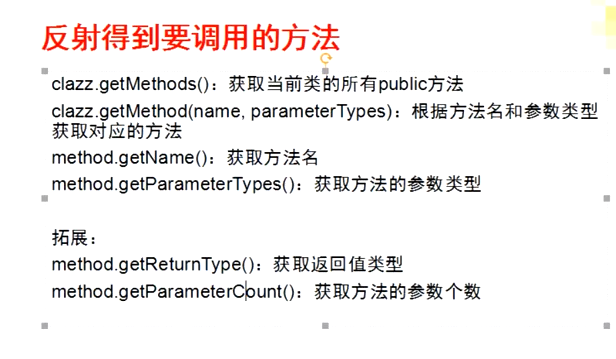 反射得到要调用的方法
clazz.getMethods()：获取当前类的所有public方法
clazz.getMethod(name, parameterTypes)：根据方法名和参数类型
获取对应的方法
method.getName()：获取方法名
method.getParameterTypes()：获取方法的参数类型
拓展：
method.getReturnType()：获取返回值类型
method.getParameterCount()：获取方法的参数个数